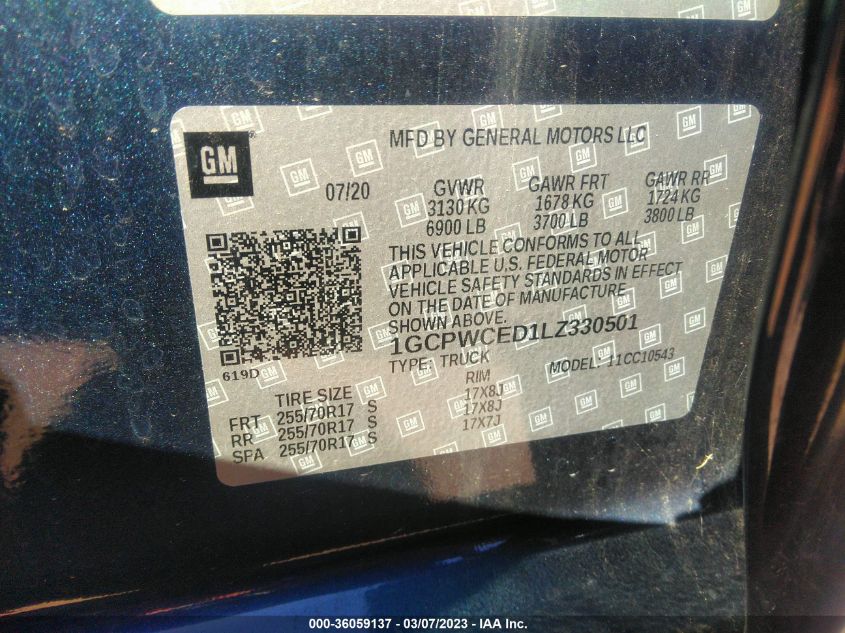 MFD BY GENERAL MOTORS LLC
GM
07/20 GVWR GAWR FRT GAWR RR
3130 KG 1678 KG 1724 KG
6900 LB 3700 LB 3800 LB
THIS VEHICLE CONFORMS TO ALL
APPLICABLE U.S. FEDERAL MOTOR
VEHICLE SAFETY STANDARDS IN EFFECT
ON THE DATE OF MANUFACTURE
SHOWN ABOVE.
1GCPWCED1LZ330501
619D TYPE: TRUCK MODEL: 11CC10543
TIRE SIZE RIM
FRT 255/70R17 S 17X8J
RR 255/70R17 S 17X8J
SPA 255/70R17 S 17X7J
000-36059137 - 03/07/2023 - IAA Inc.